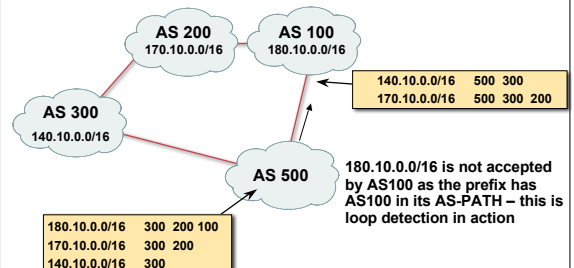 AS 200
170.10.0.0/16
AS 100
180.10.0.0/16
140.10.0.0/16 500 300
170.10.0.0/16 500 300 200
AS 300
140.10.0.0/16
AS 500
180.10.0.0/16 is not accepted
by AS100 as the prefix has
AS100 in its AS-PATH – this is
loop detection in action
180.10.0.0/16 300 200 100
170.10.0.0/16 300 200
140.10.0.0/16 300